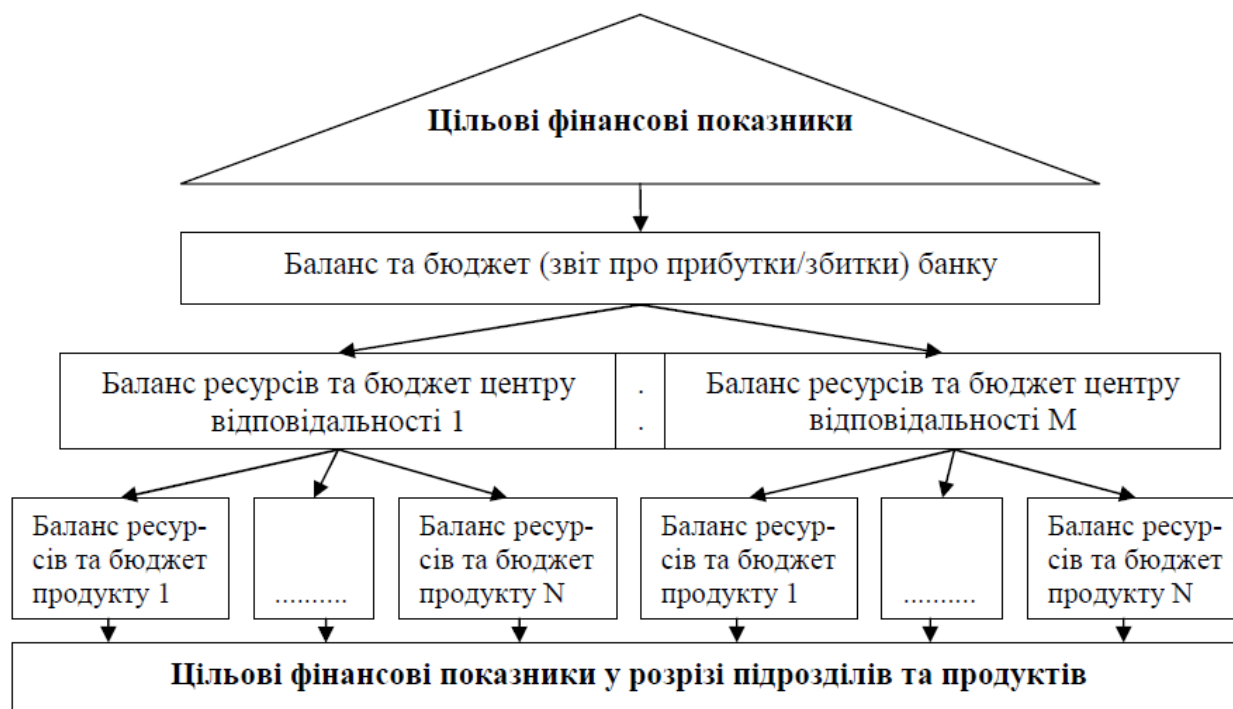 Цільові фінансові показники
Баланс та бюджет (звіт про прибутки/збитки) банку
Баланс ресурсів та бюджет центру
відповідальності 1
.
.
Баланс ресурсів та бюджет центру
відповідальності М
Баланс ресур-
сів та бюджет
продукту 1
..........
Баланс ресур-
сів та бюджет
продукту N
Баланс ресур-
сів та бюджет
продукту 1
..........
Баланс ресур-
сів та бюджет
продукту N
Цільові фінансові показники у розрізі підрозділів та продуктів